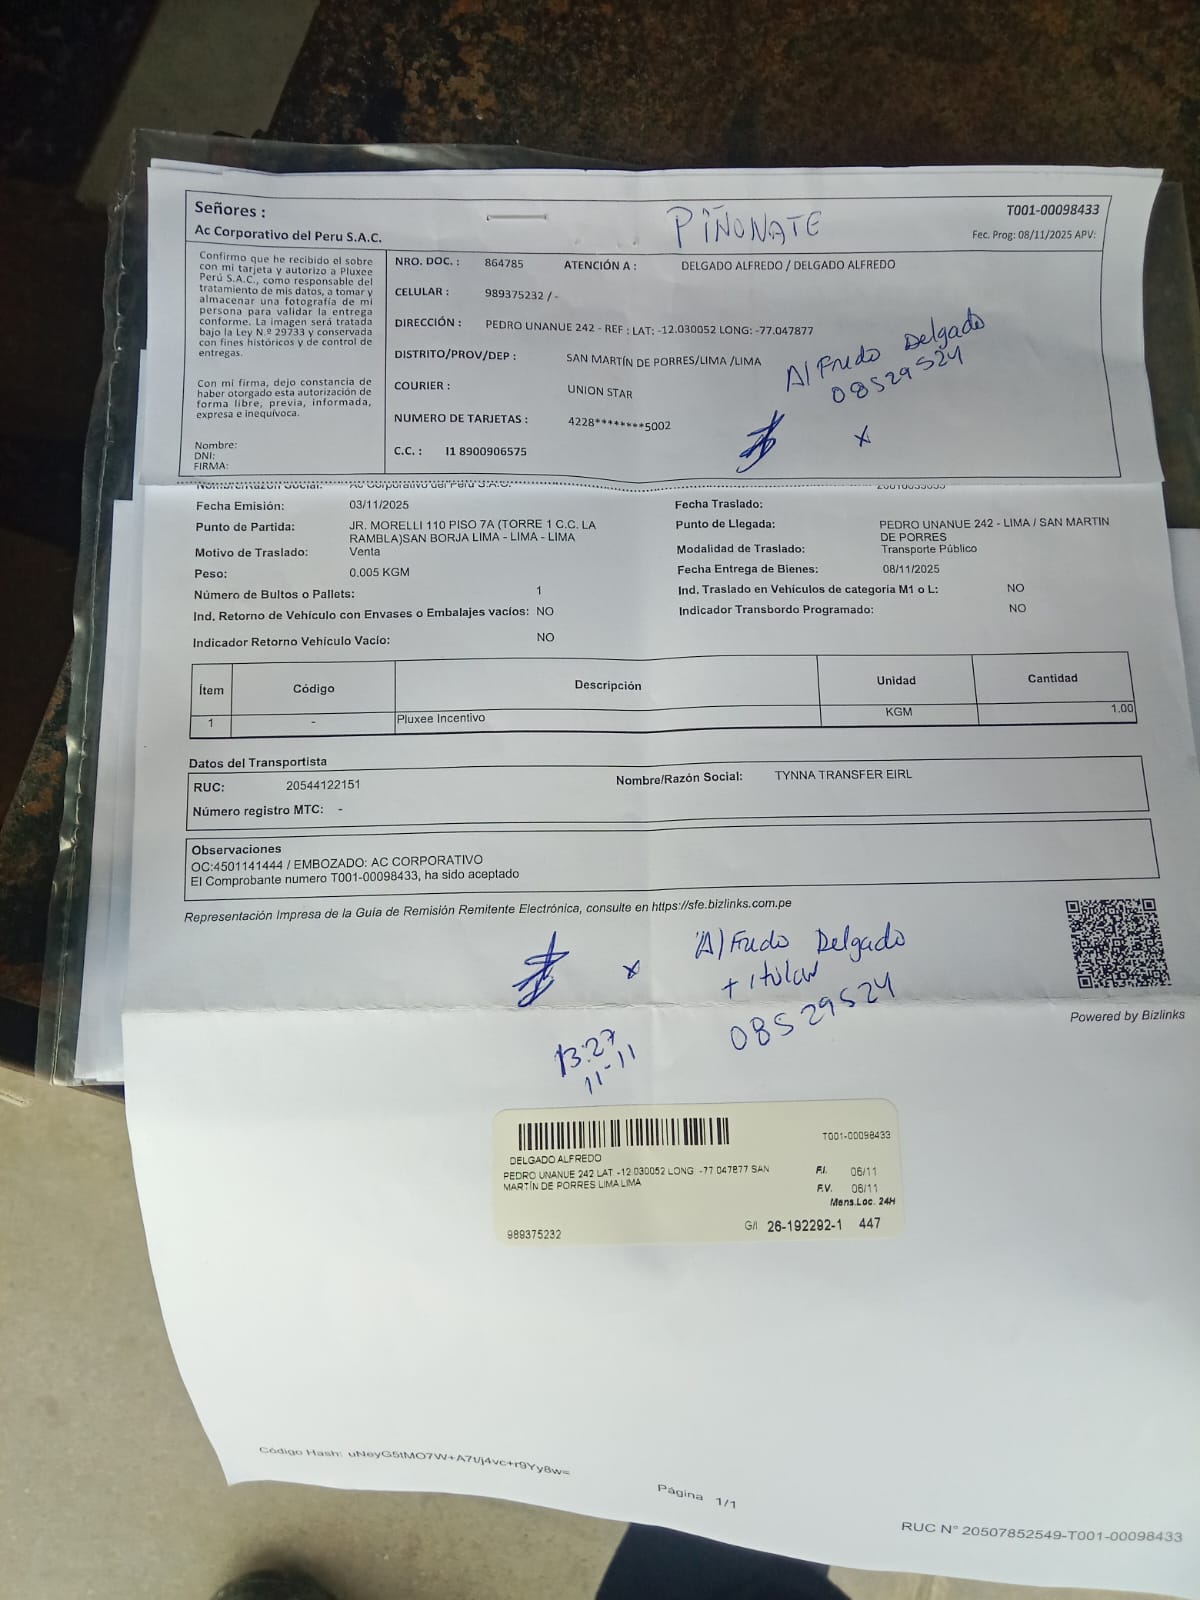 Señores :
PIÑONATE
T001-00098433
Ac Corporativo del Peru S.A.C.
Fec. Prog: 08/11/2025 APV:
Confirmo que he recibido el sobre
con mi tarjeta y autorizo a Pluxee
Perú S.A.C., como responsable del
tratamiento de mis datos, a tomar y
almacenar una fotografía de mi
persona para validar la entrega
conforme. La imagen será tratada
bajo la Ley N.º 29733 y conservada
con fines históricos y de control de
entregas.
Con mi firma, dejo constancia de
haber otorgado esta autorización de
forma libre, previa, informada,
expresa e inequívoca.
Nombre:
DNI:
FIRMA:
NRO. DOC. : 864785 ATENCIÓN A : DELGADO ALFREDO / DELGADO ALFREDO
CELULAR : 989375232 / -
DIRECCIÓN : PEDRO UNANUE 242 - REF : LAT: -12.030052 LONG: -77.047877
DISTRITO/PROV/DEP : SAN MARTÍN DE PORRES/LIMA /LIMA
COURIER : UNION STAR
NUMERO DE TARJETAS : 4228********5002
C.C. : I1 8900906575
Alfredo Delgado
08529524
x
Nombre/Razón Social: Ac Corporativo del Peru S.A.C.
Fecha Emisión: 03/11/2025 Fecha Traslado:
Punto de Partida: JR. MORELLI 110 PISO 7A (TORRE 1 C.C. LA
RAMBLA)SAN BORJA LIMA - LIMA - LIMA
Punto de Llegada: PEDRO UNANUE 242 - LIMA / SAN MARTIN
DE PORRES
Motivo de Traslado: Venta Modalidad de Traslado: Transporte Público
Peso: 0.005 KGM Fecha Entrega de Bienes: 08/11/2025
Número de Bultos o Pallets: 1 Ind. Traslado en Vehículos de categoria M1 o L: NO
Ind. Retorno de Vehículo con Envases o Embalajes vacíos: NO Indicador Transbordo Programado: NO
Indicador Retorno Vehículo Vacío: NO
Ítem Código Descripción Unidad Cantidad
1 - Pluxee Incentivo KGM 1.00
Datos del Transportista
RUC: 20544122151 Nombre/Razón Social: TYNNA TRANSFER EIRL
Número registro MTC: -
Observaciones
OC:4501141444 / EMBOZADO: AC CORPORATIVO
El Comprobante numero T001-00098433, ha sido aceptado
Representación Impresa de la Guía de Remisión Remitente Electrónica, consulte en https://sfe.bizlinks.com.pe
x Alfredo Delgado
titular
08529524
13:27
11-11
Powered by Bizlinks
DELGADO ALFREDO T001-00098433
PEDRO UNANUE 242 LAT -12.030052 LONG -77.047877 SAN
MARTÍN DE PORRES LIMA LIMA
F.I. 06/11
F.V. 06/11
Mens.Loc. 24H
989375232 G/I 26-192292-1 447
Código Hash: uNeyG5tMO7W+A7t/j4vc+r9Yy8w=
Página 1/1
RUC N° 20507852549-T001-00098433